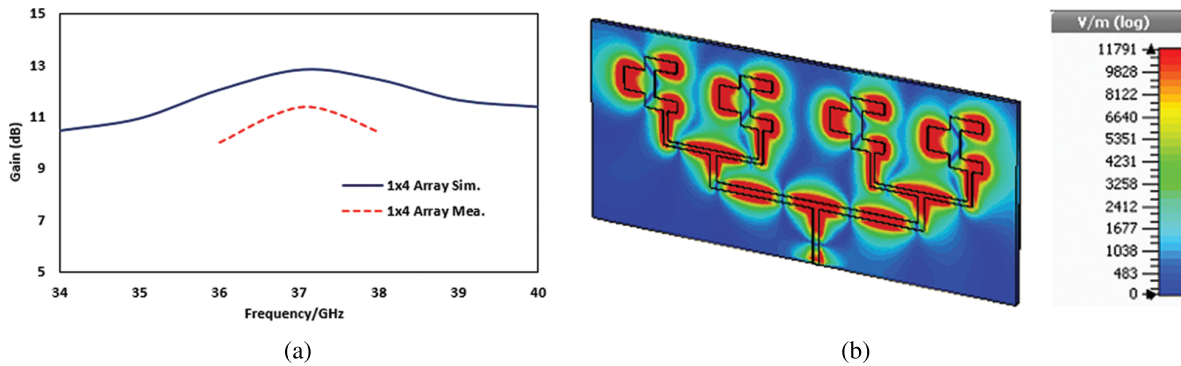 15
13
11
9
7
5
Gain (dB)
1x4 Array Sim.
1x4 Array Mea.
34 35 36 37 38 39 40
Frequency/GHz
(a)
V/m (log)
11791
9828
8122
6640
5351
4231
3258
2412
1677
1038
483
0
(b)